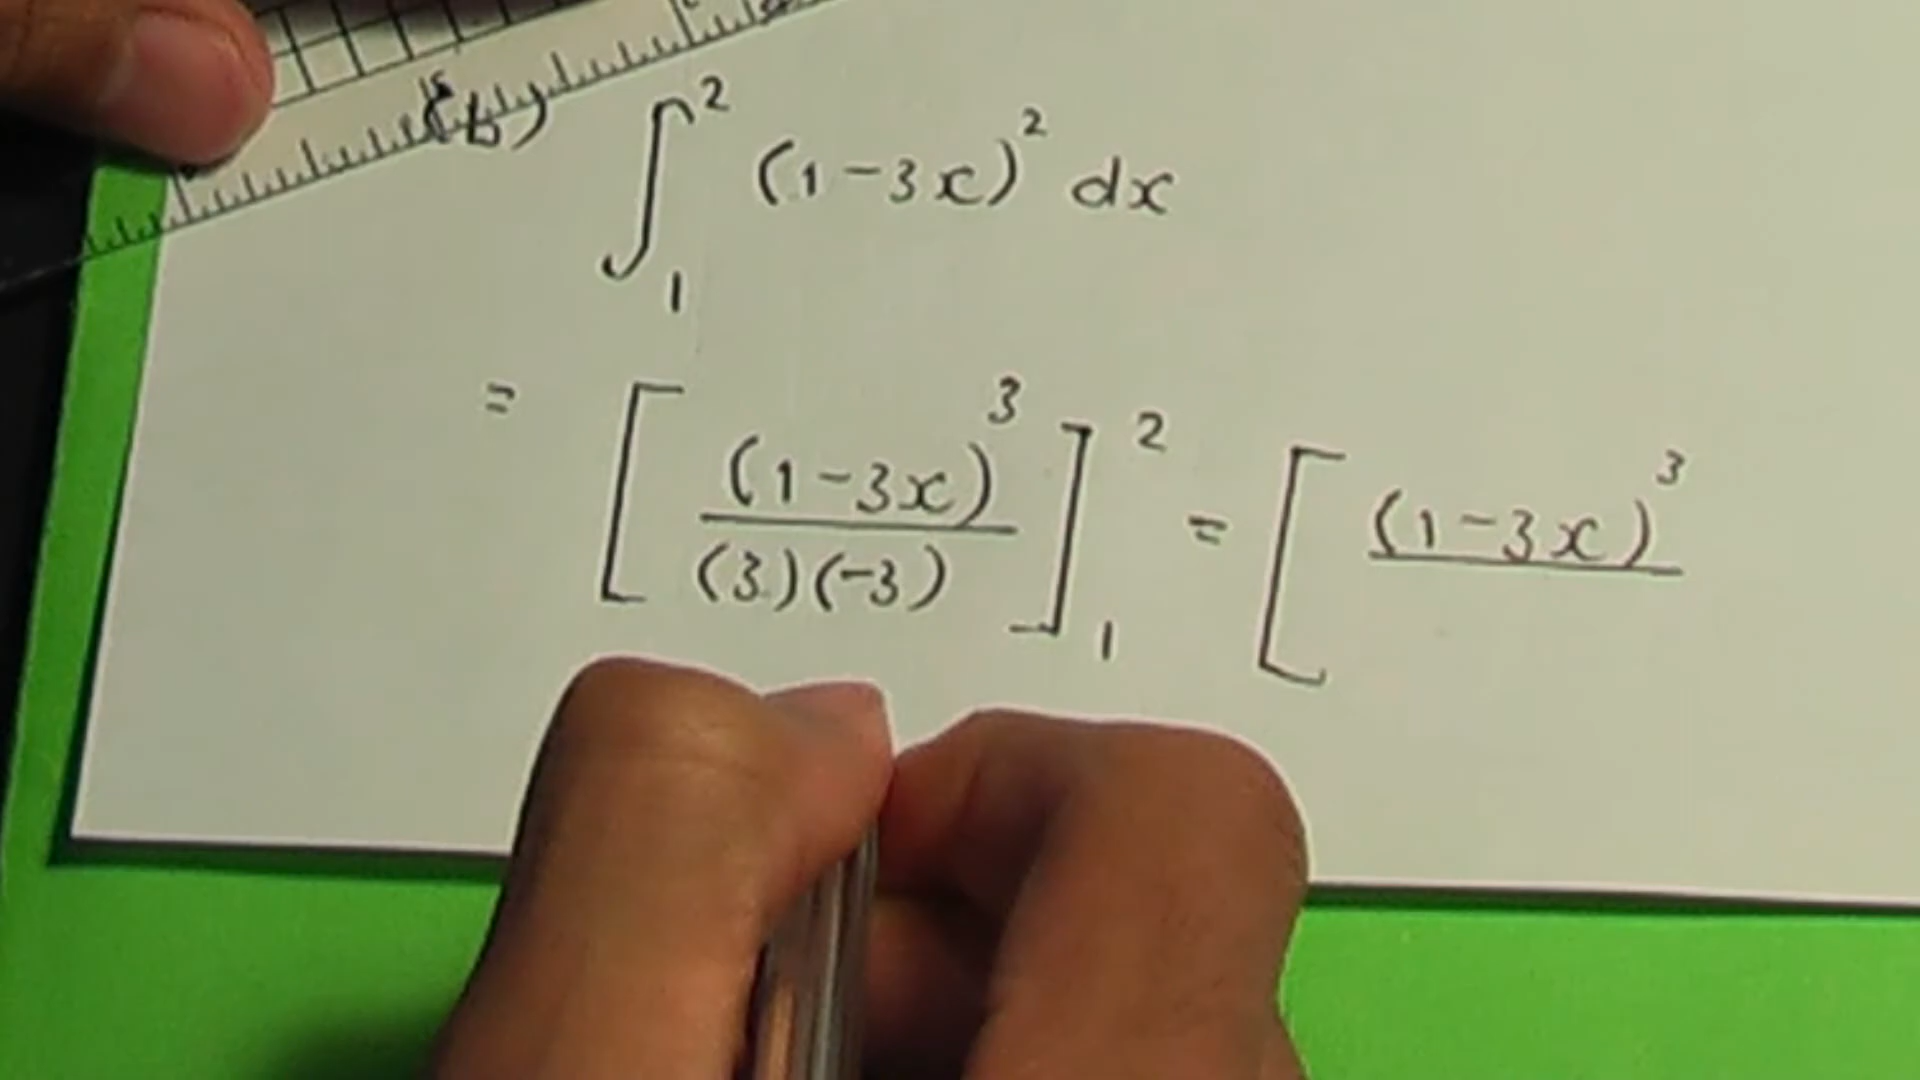 (b) ∫₁² (1-3x)² dx
= [ (1-3x)³ / (3)(-3) ]₁² = [ (1-3x)³